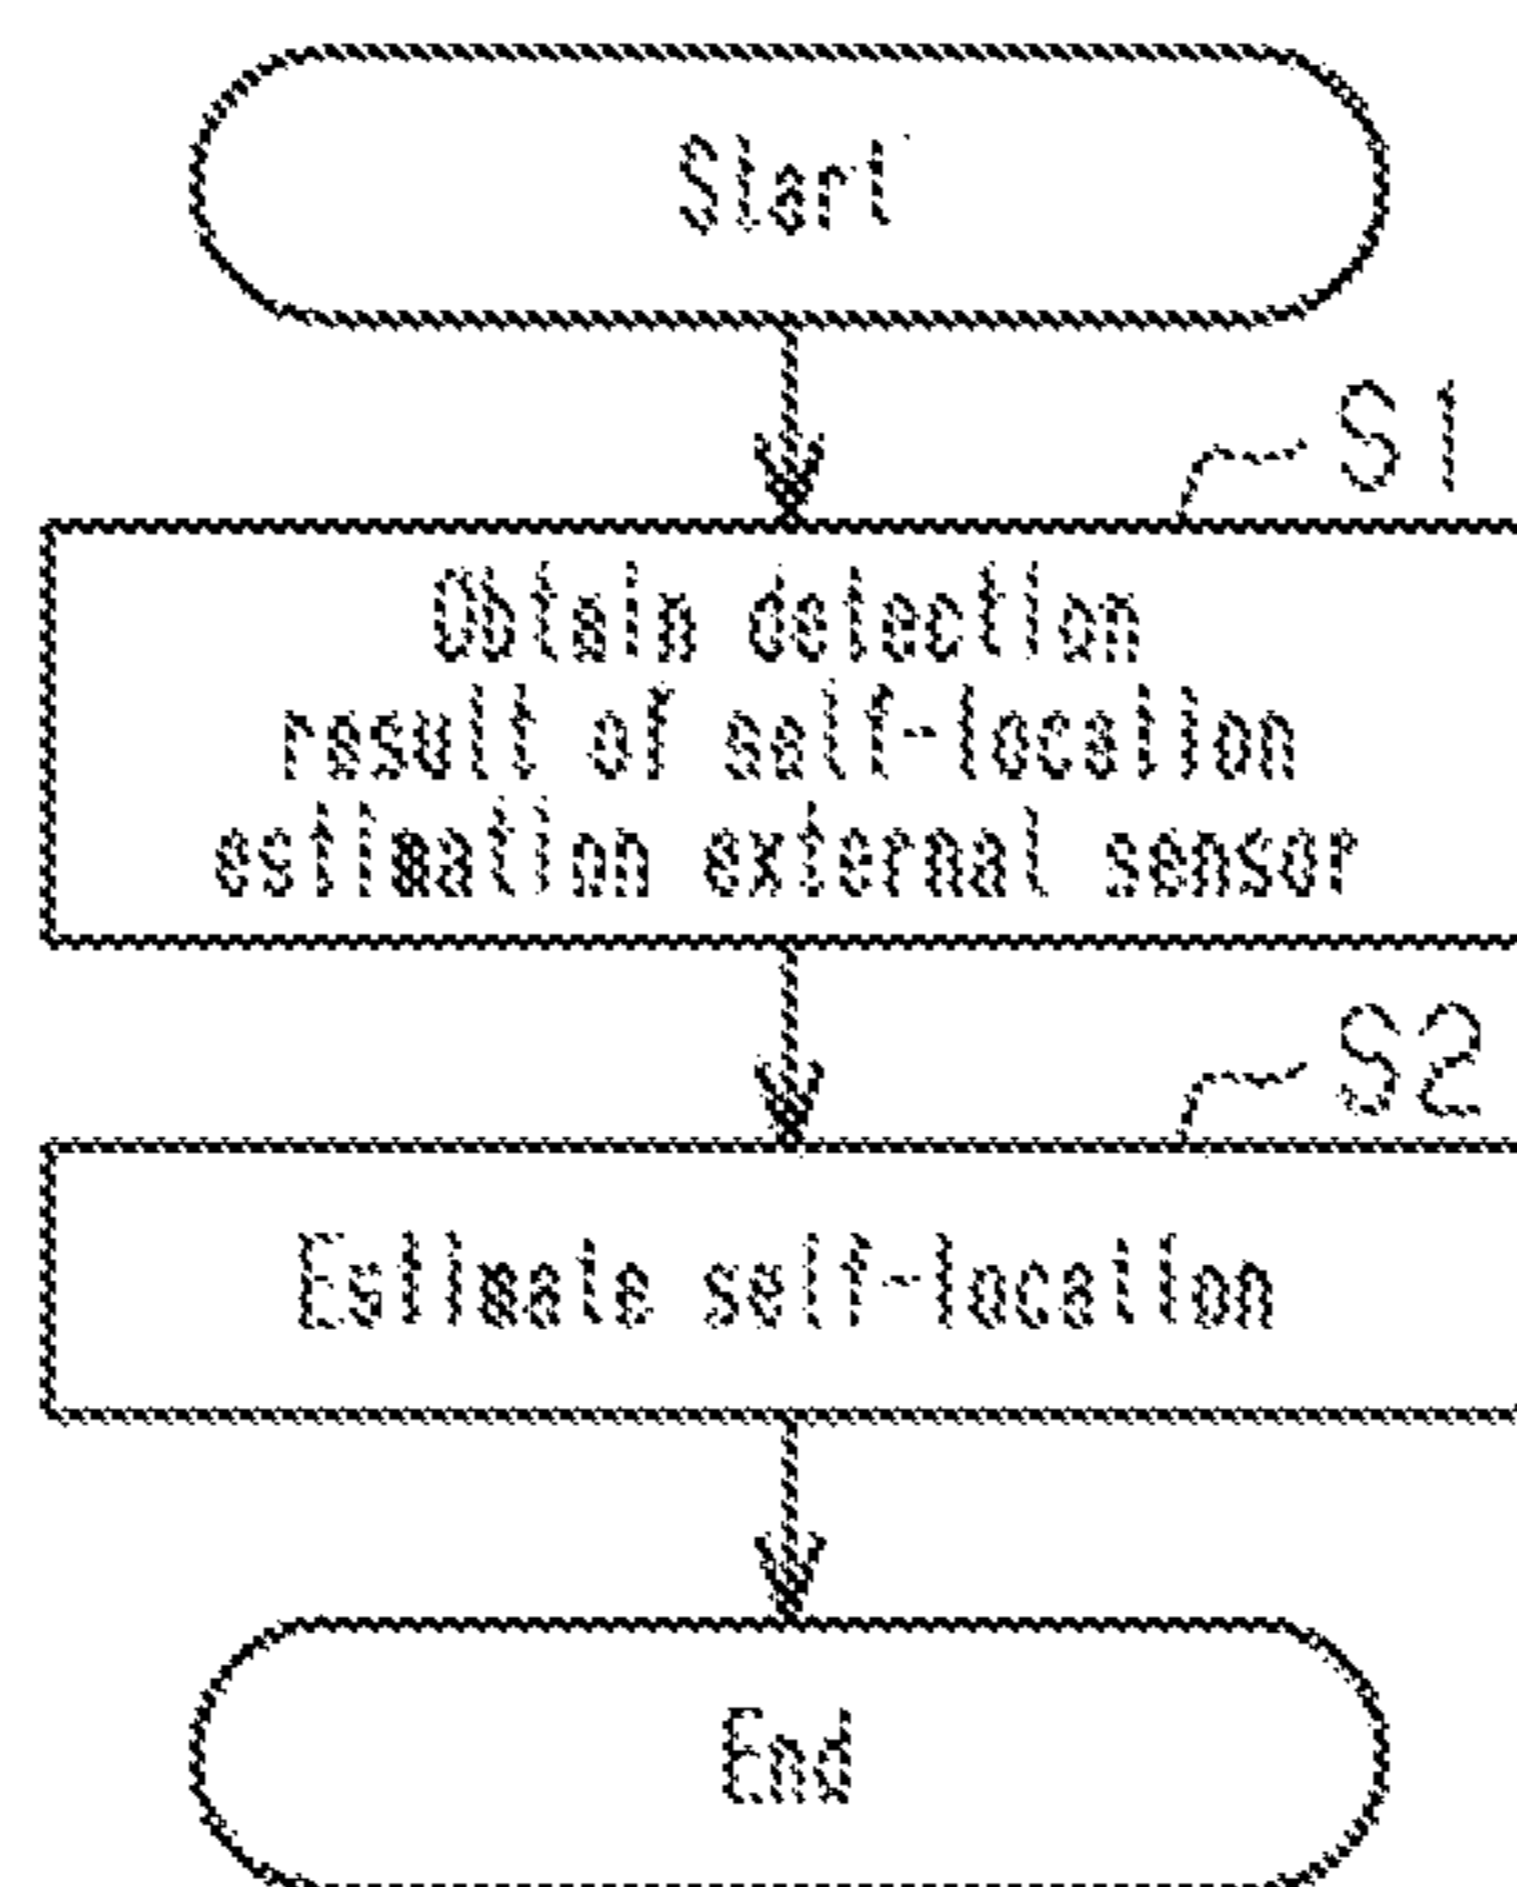 Start
S1
Obtain detection
result of self-location
estimation external sensor
S2
Estimate self-location
End